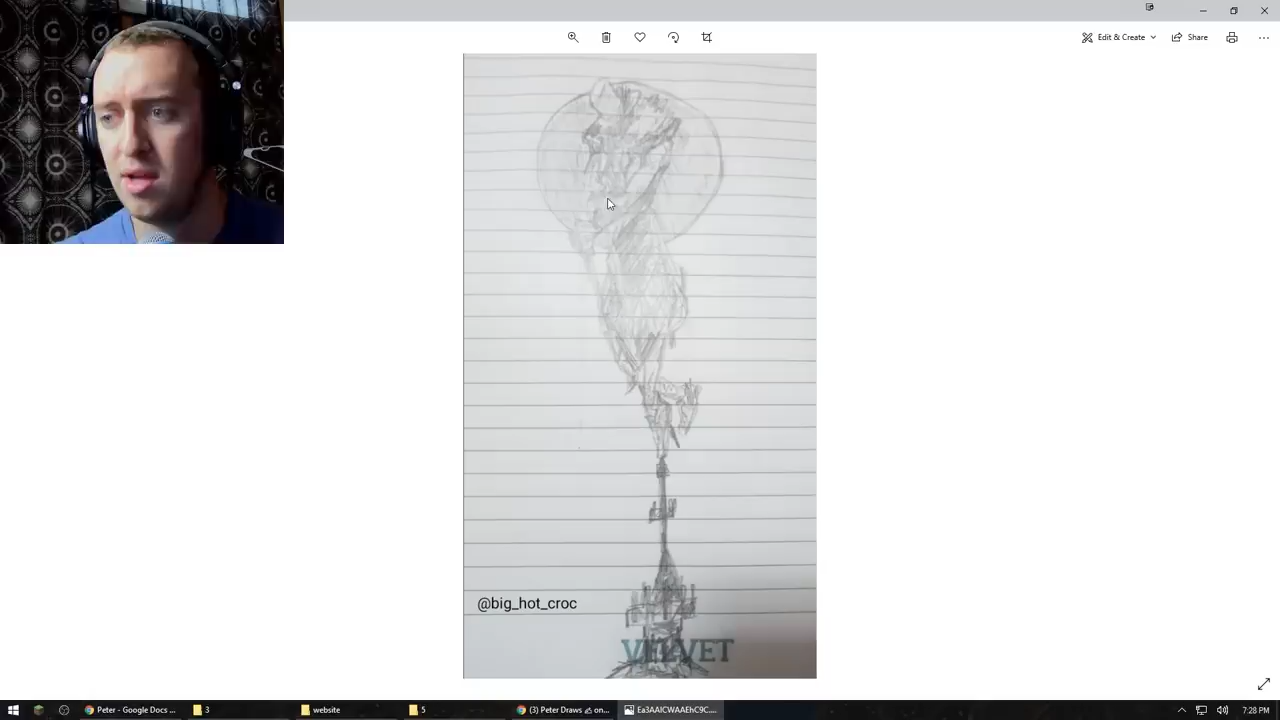 Edit & Create
Share
@big_hot_croc
VELVET
Peter - Google Docs ...
3
website
5
(3) Peter Draws ✍ on...
Ea3AAICWAAEhC9C....
7:28 PM